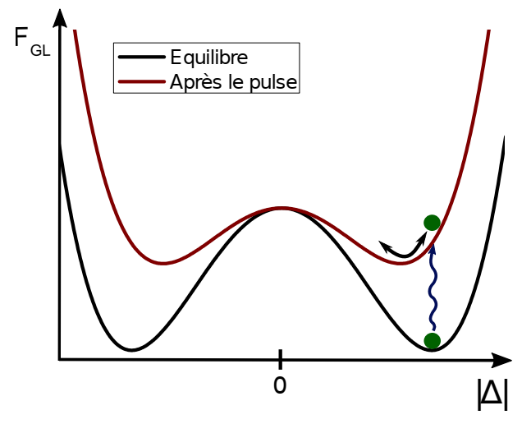 F_GL
Equilibre
Après le pulse
0
|Δ|